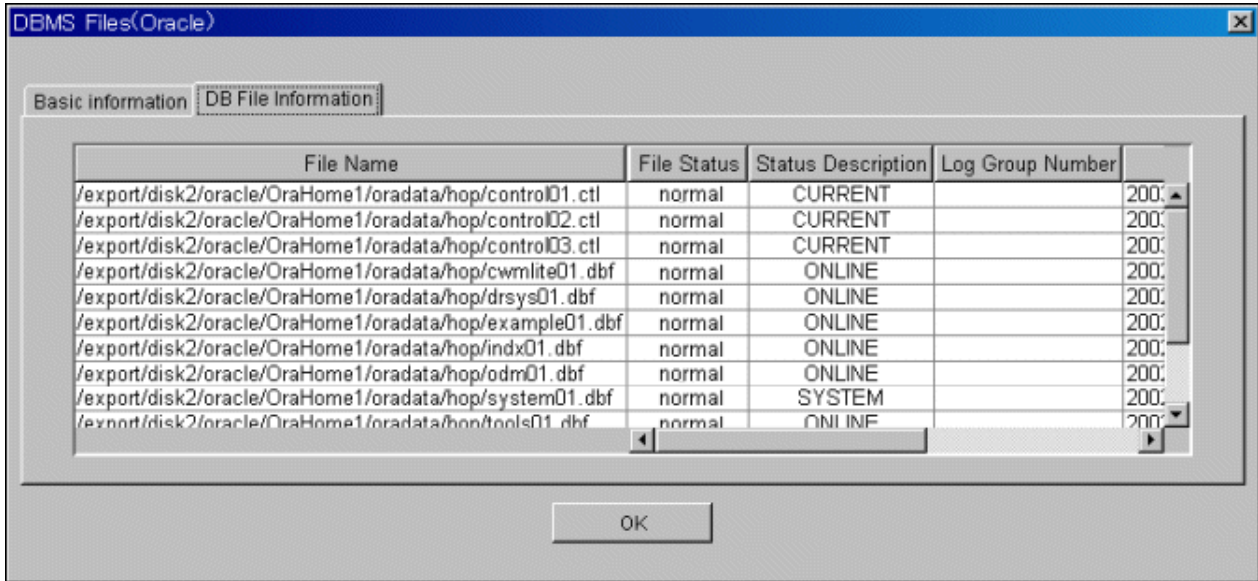 DBMS Files(Oracle)
Basic information DB File Information
File Name File Status Status Description Log Group Number
/export/disk2/oracle/OraHome1/oradata/hop/control01.ctl normal CURRENT
/export/disk2/oracle/OraHome1/oradata/hop/control02.ctl normal CURRENT
/export/disk2/oracle/OraHome1/oradata/hop/control03.ctl normal CURRENT
/export/disk2/oracle/OraHome1/oradata/hop/cwmlite01.dbf normal ONLINE
/export/disk2/oracle/OraHome1/oradata/hop/drsys01.dbf normal ONLINE
/export/disk2/oracle/OraHome1/oradata/hop/example01.dbf normal ONLINE
/export/disk2/oracle/OraHome1/oradata/hop/indx01.dbf normal ONLINE
/export/disk2/oracle/OraHome1/oradata/hop/odm01.dbf normal ONLINE
/export/disk2/oracle/OraHome1/oradata/hop/system01.dbf normal SYSTEM
/export/disk2/oracle/OraHome1/oradata/hop/tools01.dbf normal ONLINE
OK